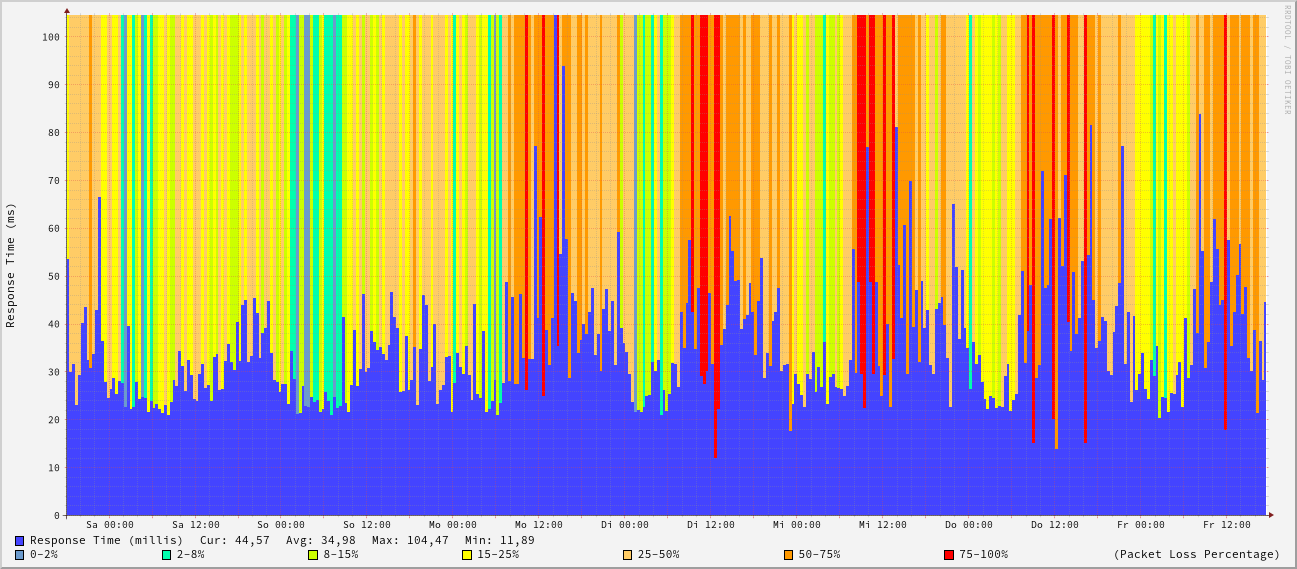 RRDTOOL / TOBI OETIKER
Response Time (ms)
100
90
80
70
60
50
40
30
20
10
0
Sa 00:00 Sa 12:00 So 00:00 So 12:00 Mo 00:00 Mo 12:00 Di 00:00 Di 12:00 Mi 00:00 Mi 12:00 Do 00:00 Do 12:00 Fr 00:00 Fr 12:00
Response Time (millis) Cur: 44,57 Avg: 34,98 Max: 104,47 Min: 11,89
0-2% 2-8% 8-15% 15-25% 25-50% 50-75% 75-100% (Packet Loss Percentage)